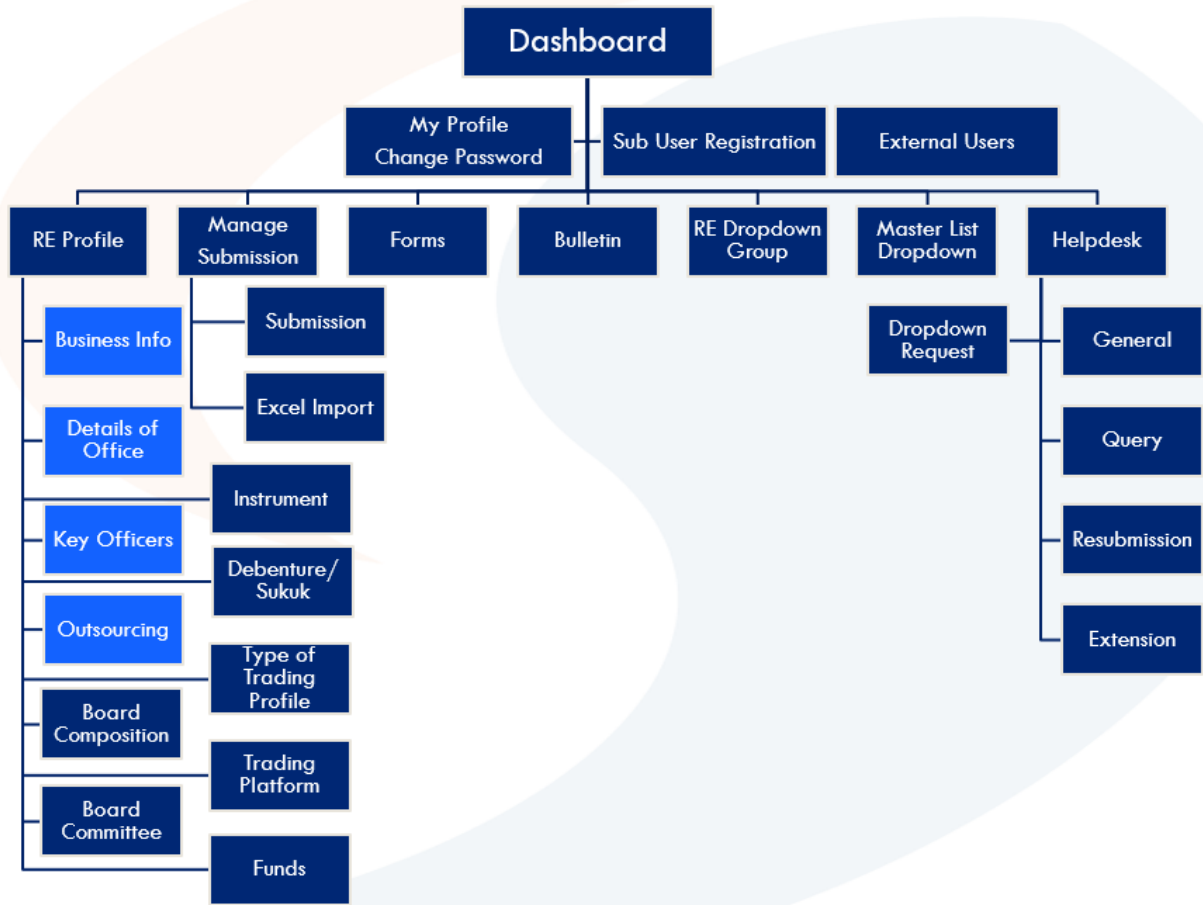 Dashboard
My Profile
Change Password
Sub User Registration
External Users
RE Profile
Manage
Submission
Forms
Bulletin
RE Dropdown
Group
Master List
Dropdown
Helpdesk
Business Info
Submission
Dropdown
Request
General
Details of
Office
Excel Import
Query
Instrument
Key Officers
Resubmission
Debenture/
Sukuk
Outsourcing
Extension
Type of
Trading
Profile
Board
Composition
Trading
Platform
Board
Committee
Funds